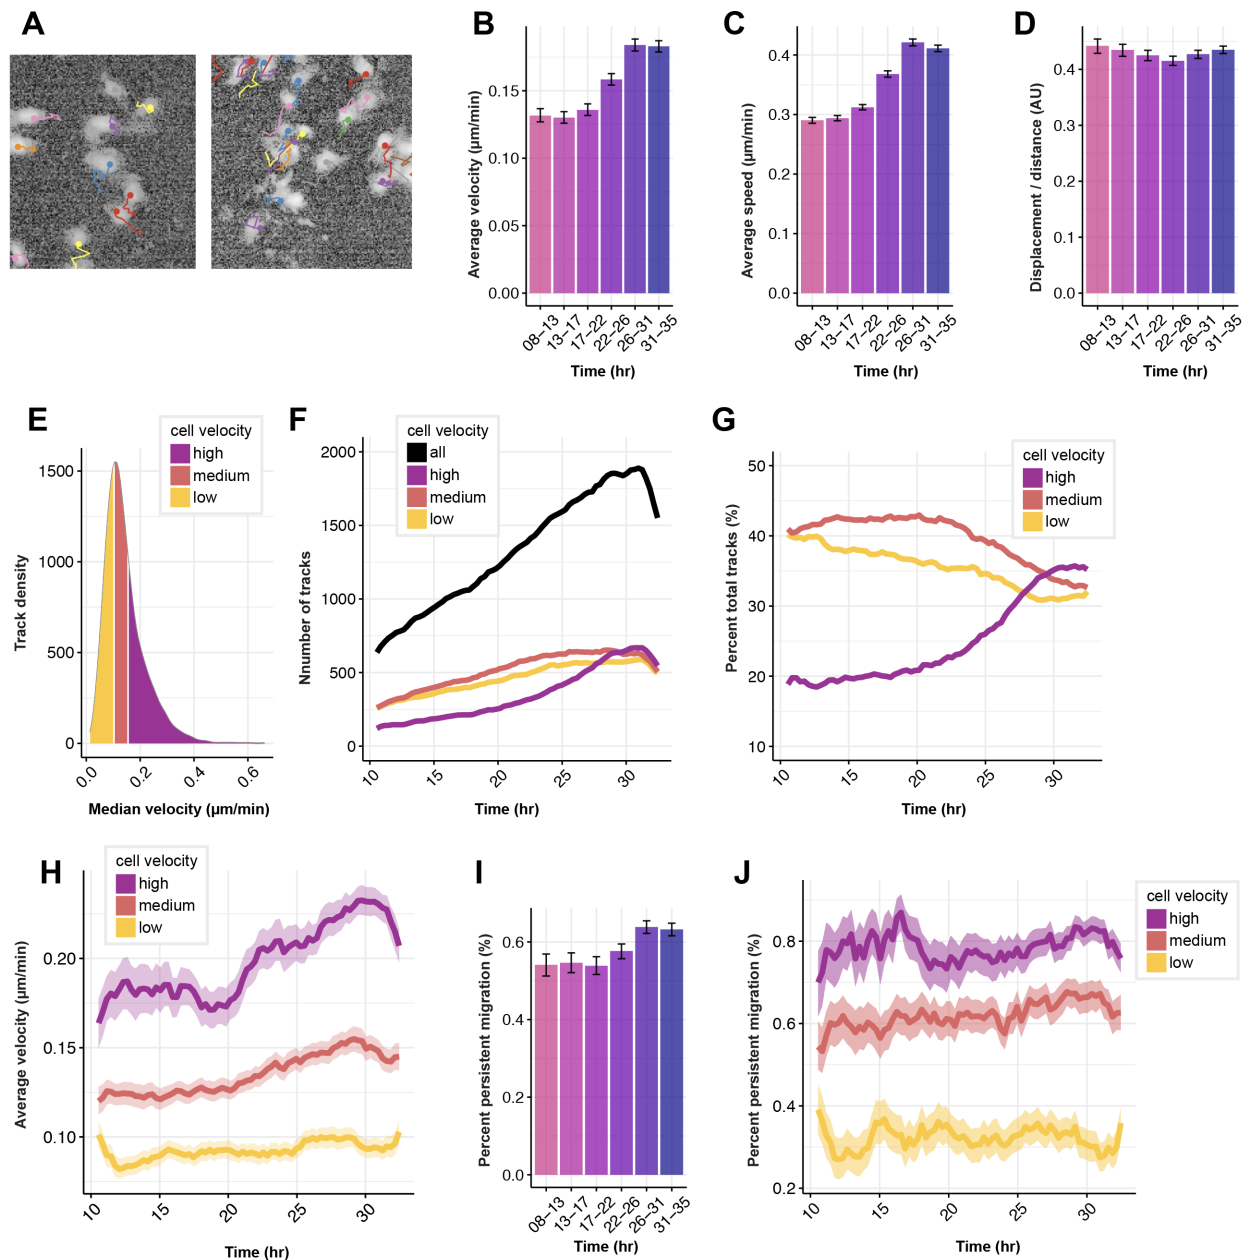 A
B
Average velocity (µm/min)
0.15
0.10
0.05
0.00
08–13
13–17
17–22
22–26
26–31
31–35
Time (hr)
C
Average speed (µm/min)
0.4
0.3
0.2
0.1
0.0
08–13
13–17
17–22
22–26
26–31
31–35
Time (hr)
D
Displacement / distance (AU)
0.4
0.3
0.2
0.1
0.0
08–13
13–17
17–22
22–26
26–31
31–35
Time (hr)
E
cell velocity
high
medium
low
Track density
1500
1000
500
0
0.0
0.2
0.4
0.6
Median velocity (µm/min)
F
cell velocity
all
high
medium
low
Nnumber of tracks
2000
1500
1000
500
0
10
15
20
25
30
Time (hr)
G
cell velocity
high
medium
low
Percent total tracks (%)
50
40
30
20
10
10
15
20
25
30
Time (hr)
H
cell velocity
high
medium
low
Average velocity (µm/min)
0.20
0.15
0.10
10
15
20
25
30
Time (hr)
I
Percent persistent migration (%)
0.6
0.4
0.2
0.0
08–13
13–17
17–22
22–26
26–31
31–35
Time (hr)
J
cell velocity
high
medium
low
Percent persistent migration (%)
0.8
0.6
0.4
0.2
10
15
20
25
30
Time (hr)